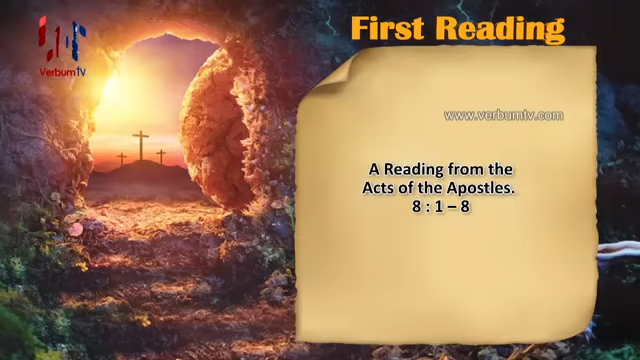 First Reading
VerbumTV
www.verbumtv.com
A Reading from the
Acts of the Apostles.
8 : 1 – 8